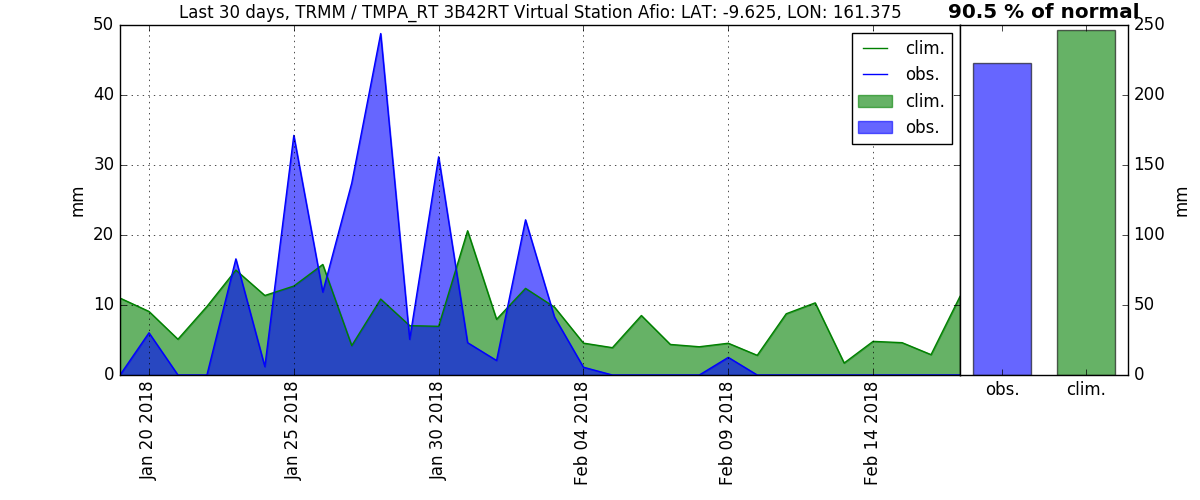 Last 30 days, TRMM / TMPA_RT 3B42RT Virtual Station Afio: LAT: -9.625, LON: 161.375
90.5 % of normal
50
40
30
20
10
0
mm
clim.
obs.
clim.
obs.
250
200
150
100
50
0
mm
obs.
clim.
Jan 20 2018
Jan 25 2018
Jan 30 2018
Feb 04 2018
Feb 09 2018
Feb 14 2018